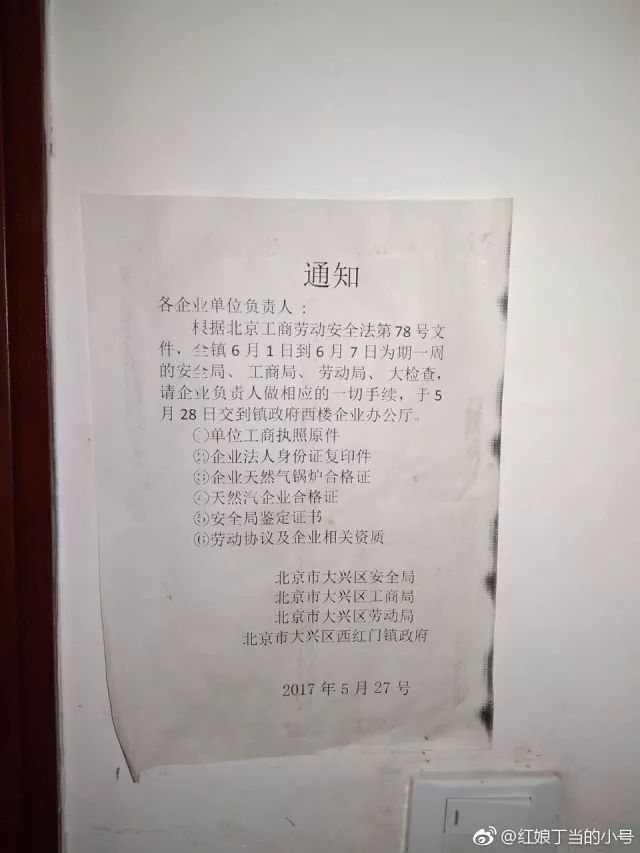 通知
各企业单位负责人：
根据北京工商劳动安全法第78号文
件，全镇6月1日到6月7日为期一周
的安全局、工商局、劳动局、大检查，
请企业负责人做相应的一切手续，于5
月28日交到镇政府西楼企业办公厅。
①单位工商执照原件
②企业法人身份证复印件
③企业天然气锅炉合格证
④天然汽企业合格证
⑤安全局鉴定证书
⑥劳动协议及企业相关资质
北京市大兴区安全局
北京市大兴区工商局
北京市大兴区劳动局
北京市大兴区西红门镇政府
2017年5月27号
@红娘丁当的小号